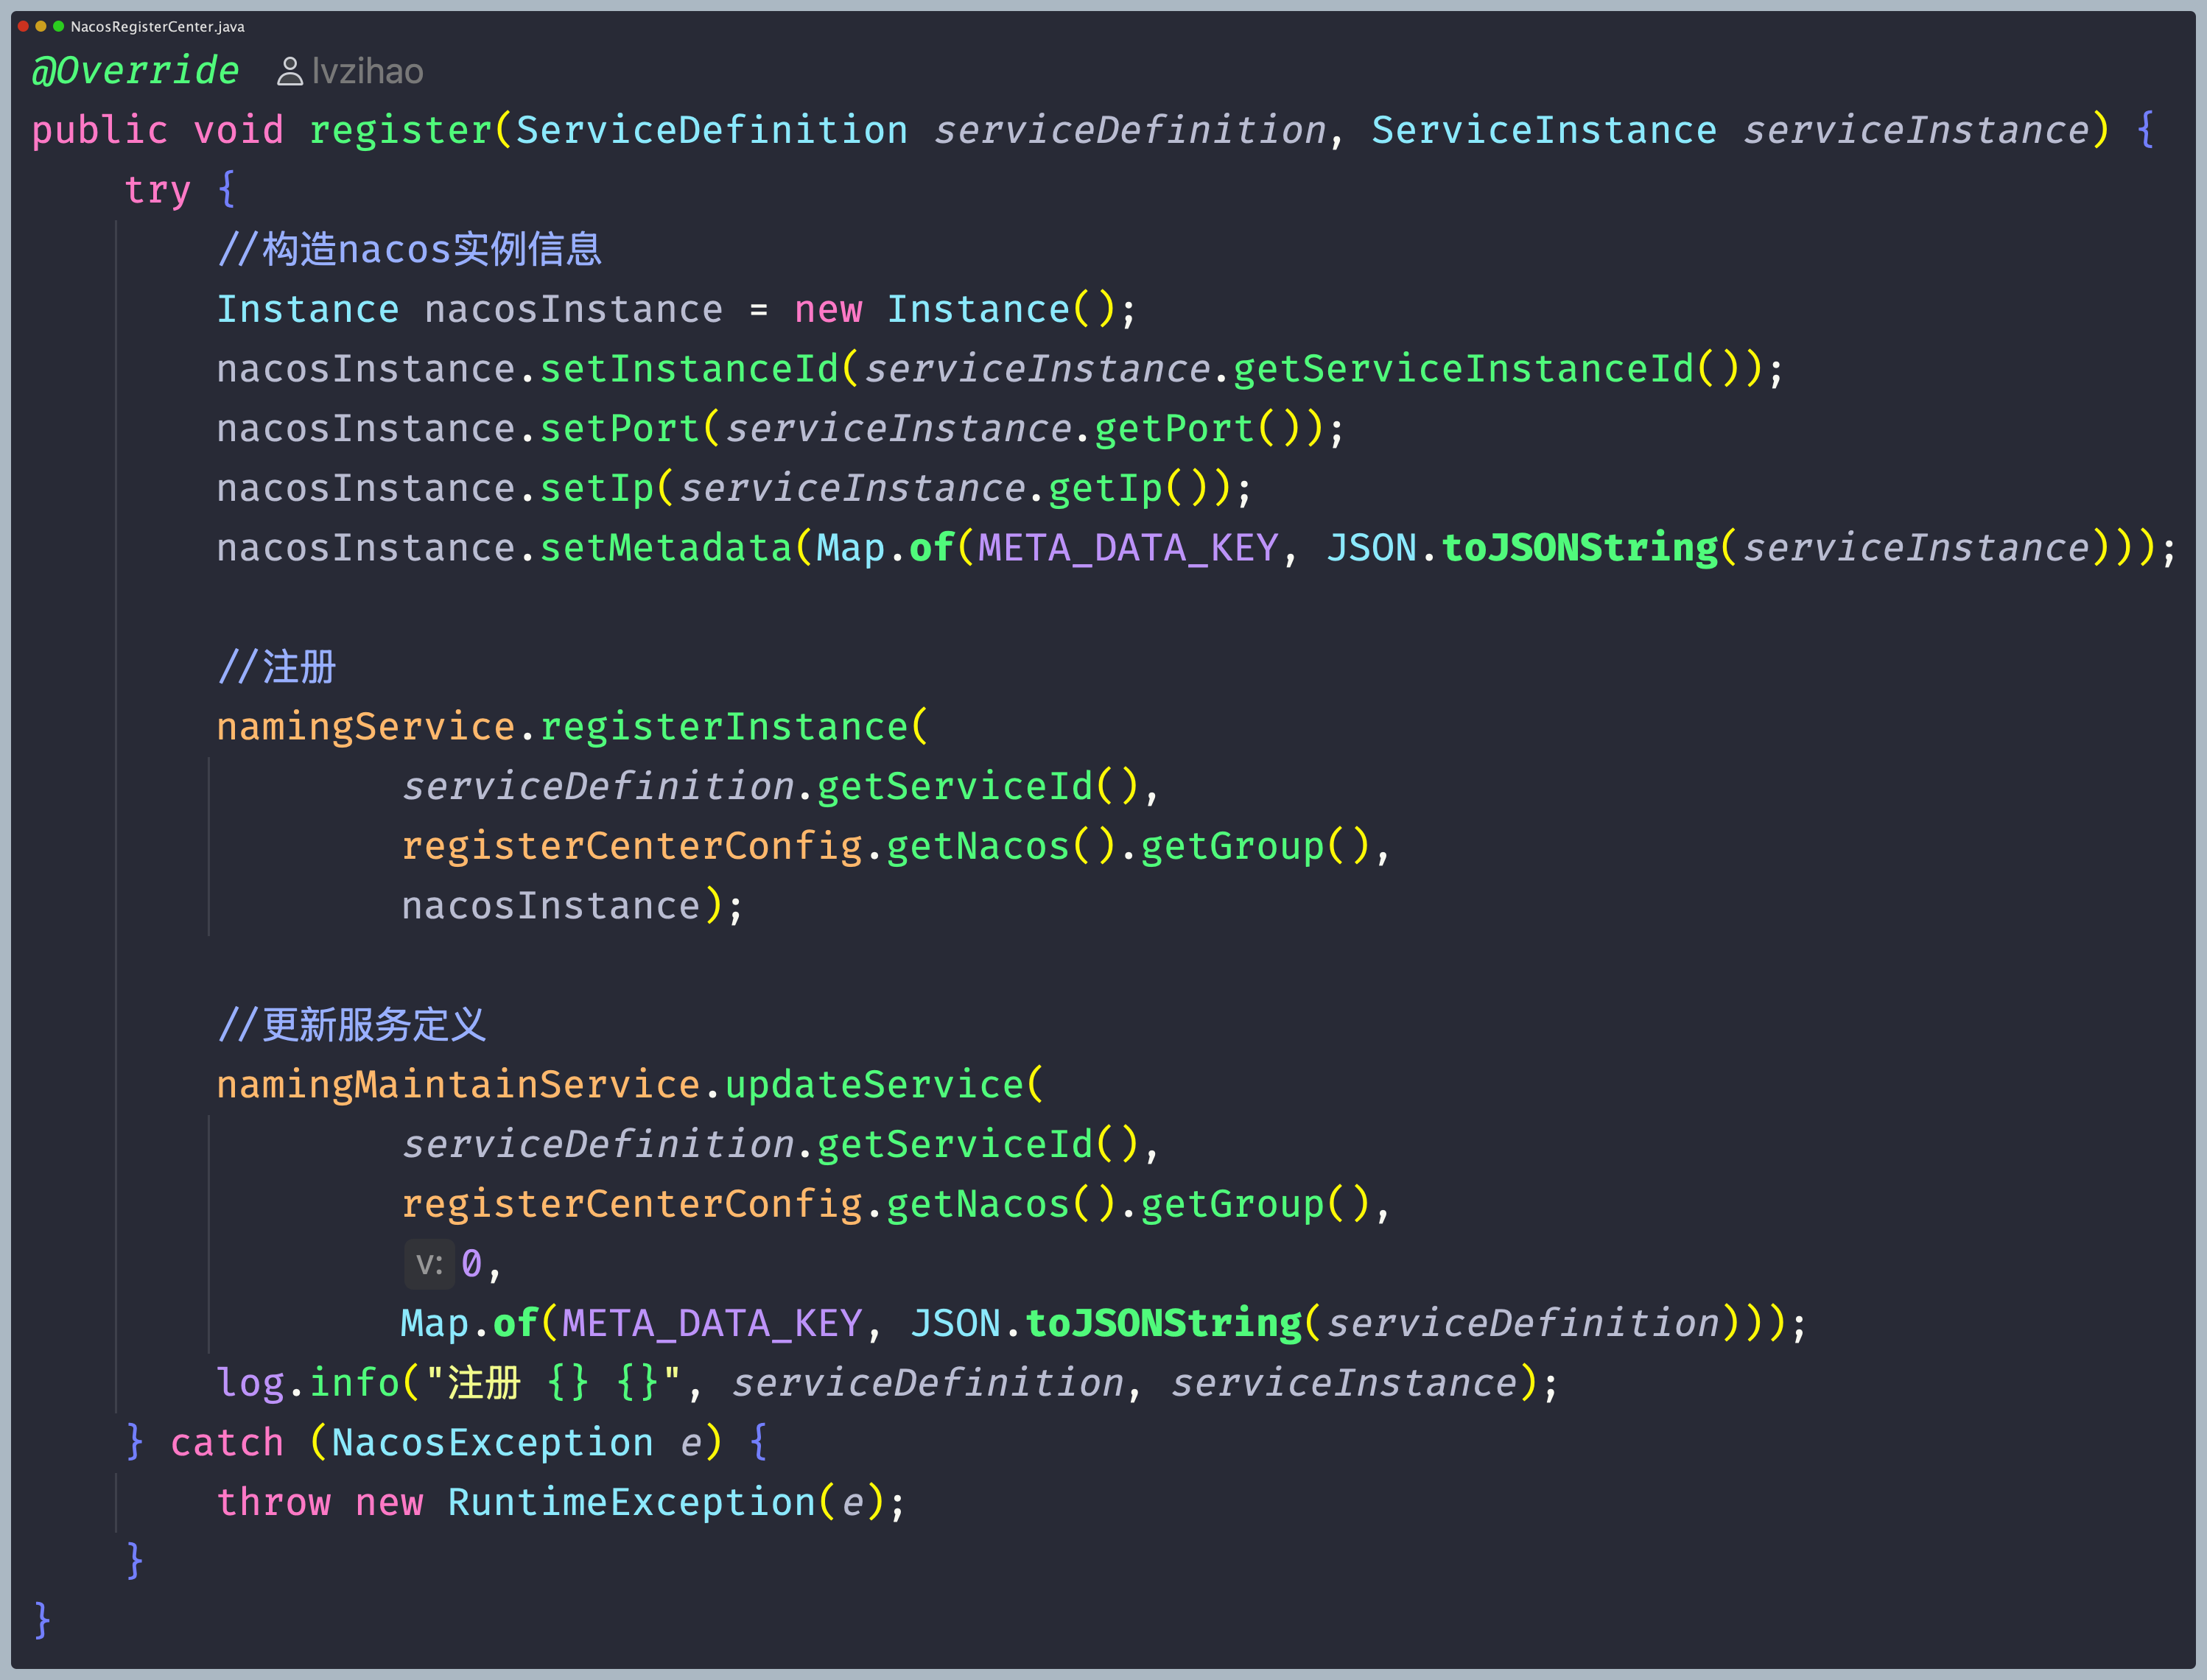 NacosRegisterCenter.java
@Override lvzihao
public void register(ServiceDefinition serviceDefinition, ServiceInstance serviceInstance) {
try {
//构造nacos实例信息
Instance nacosInstance = new Instance();
nacosInstance.setInstanceId(serviceInstance.getServiceInstanceId());
nacosInstance.setPort(serviceInstance.getPort());
nacosInstance.setIp(serviceInstance.getIp());
nacosInstance.setMetadata(Map.of(META_DATA_KEY, JSON.toJSONString(serviceInstance)));
//注册
namingService.registerInstance(
serviceDefinition.getServiceId(),
registerCenterConfig.getNacos().getGroup(),
nacosInstance);
//更新服务定义
namingMaintainService.updateService(
serviceDefinition.getServiceId(),
registerCenterConfig.getNacos().getGroup(),
v: 0,
Map.of(META_DATA_KEY, JSON.toJSONString(serviceDefinition)));
log.info("注册 {} {}", serviceDefinition, serviceInstance);
} catch (NacosException e) {
throw new RuntimeException(e);
}
}